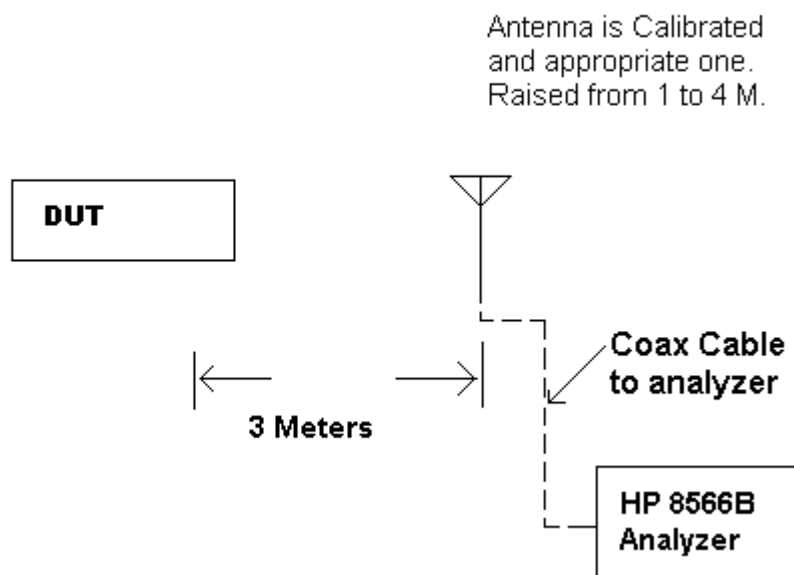 Antenna is Calibrated
and appropriate one.
Raised from 1 to 4 M.
DUT
Coax Cable
to analyzer
3 Meters
HP 8566B
Analyzer